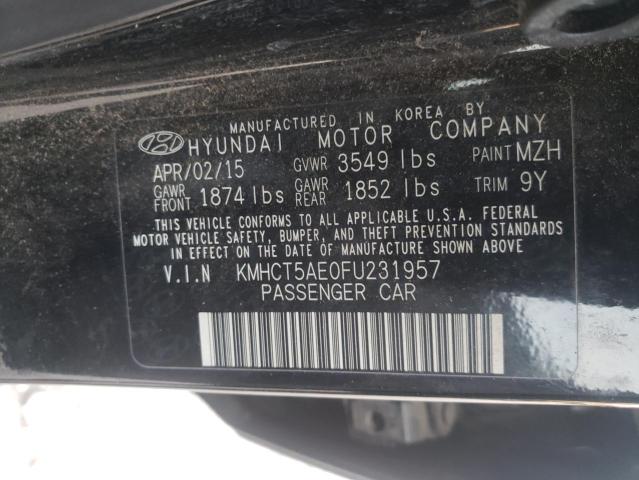 MANUFACTURED IN KOREA BY
HYUNDAI MOTOR COMPANY
APR/02/15 GVWR 3549 lbs PAINT MZH
GAWR FRONT 1874 lbs GAWR REAR 1852 lbs TRIM 9Y
THIS VEHICLE CONFORMS TO ALL APPLICABLE U.S.A. FEDERAL
MOTOR VEHICLE SAFETY, BUMPER, AND THEFT PREVENTION STANDARDS
IN EFFECT ON THE DATE OF MANUFACTURE SHOWN ABOVE.
V.I.N KMHCT5AE0FU231957
PASSENGER CAR